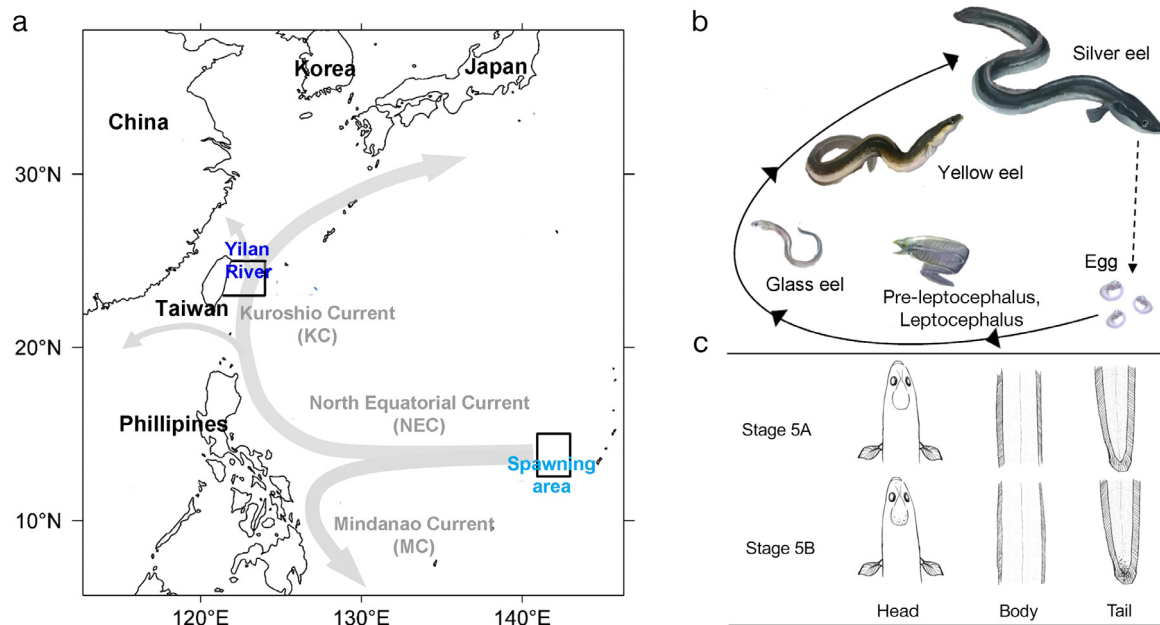 a
Korea
Japan
China
30°N
Yilan
River
Taiwan
Kuroshio Current
(KC)
20°N
North Equatorial Current
(NEC)
Phillipines
Spawning
area
10°N
Mindanao Current
(MC)
120°E
130°E
140°E
b
Silver eel
Yellow eel
Glass eel
Pre-leptocephalus,
Leptocephalus
Egg
c
Stage 5A
Stage 5B
Head
Body
Tail